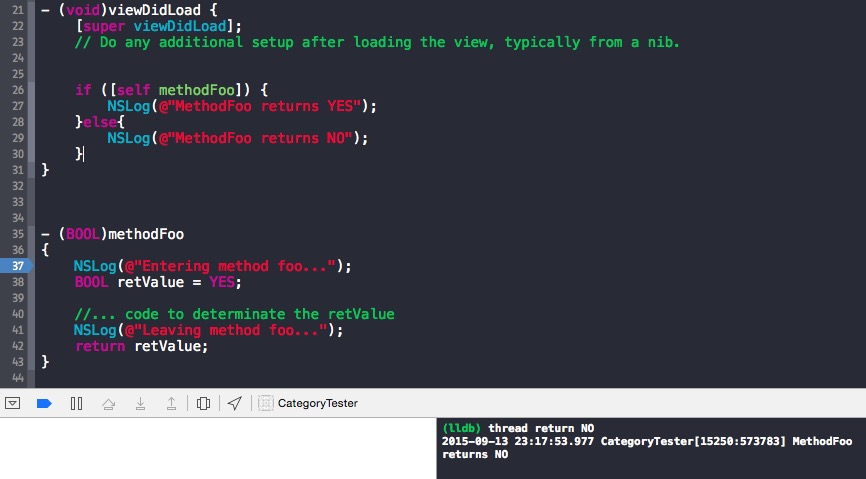 21 - (void)viewDidLoad {
22 [super viewDidLoad];
23 // Do any additional setup after loading the view, typically from a nib.
24
25
26 if ([self methodFoo]) {
27 NSLog(@"MethodFoo returns YES");
28 }else{
29 NSLog(@"MethodFoo returns NO");
30 }
31 }
32
33
34
35 - (BOOL)methodFoo
36 {
37 NSLog(@"Entering method foo...");
38 BOOL retValue = YES;
39
40 //... code to determinate the retValue
41 NSLog(@"Leaving method foo...");
42 return retValue;
43 }
44
CategoryTester
(lldb) thread return NO
2015-09-13 23:17:53.977 CategoryTester[15250:573783] MethodFoo
returns NO